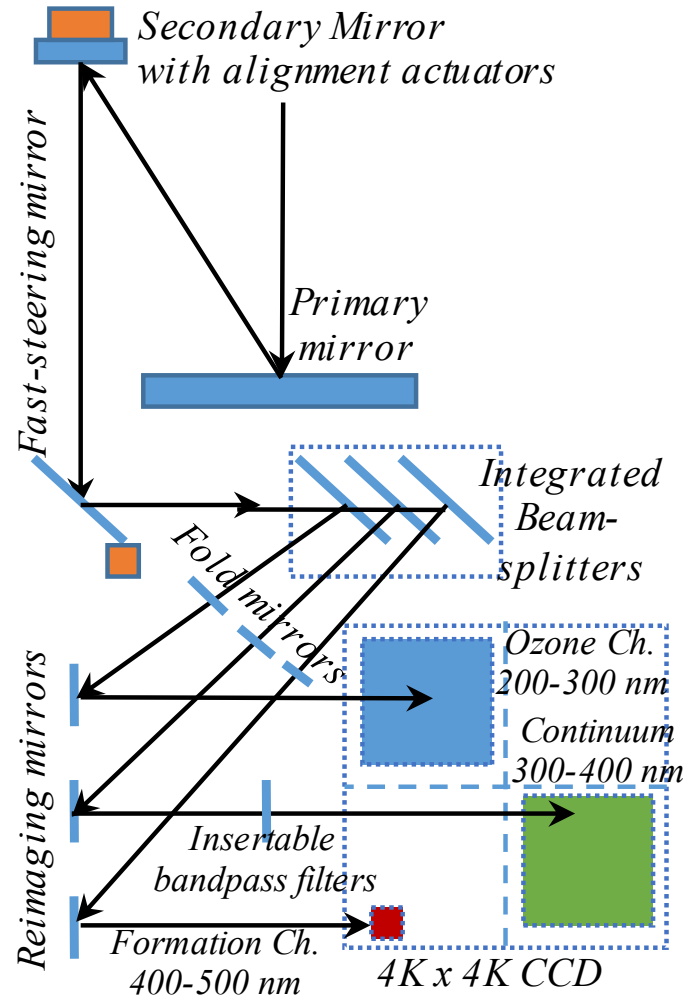 Secondary Mirror
with alignment actuators
Fast-steering mirror
Primary
mirror
Integrated
Beam-
splitters
Fold mirrors
Ozone Ch.
200-300 nm
Continuum
300-400 nm
Reimaging mirrors
Insertable
bandpass filters
Formation Ch.
400-500 nm
4K x 4K CCD